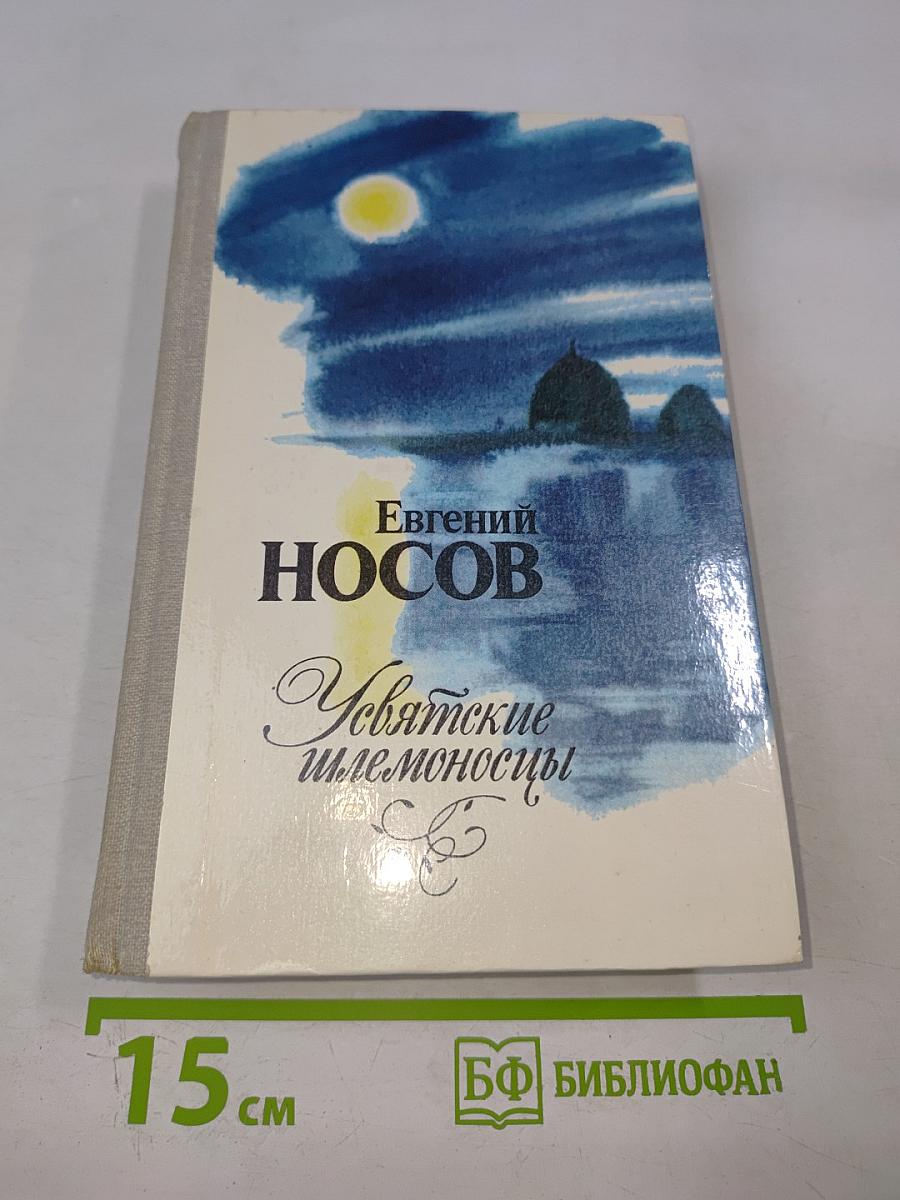 Евгений
НОСОВ
Усвятские
шлемоносцы
15 см
БФ БИБЛИОФАН